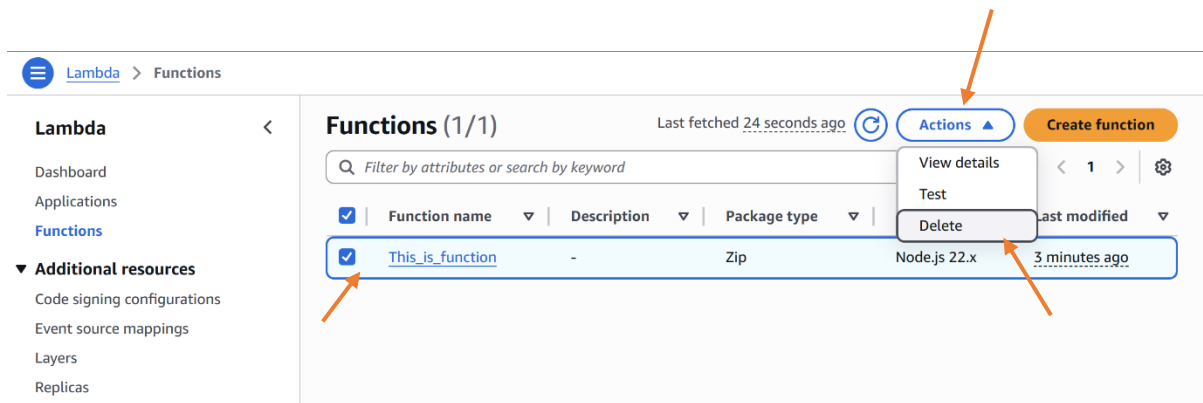 Lambda > Functions
Lambda
Dashboard
Applications
Functions
Additional resources
Code signing configurations
Event source mappings
Layers
Replicas
Functions (1/1)
Last fetched 24 seconds ago
Actions
Create function
Filter by attributes or search by keyword
1
View details
Test
Delete
Function name Description Package type Last modified
This_is_function - Zip Node.js 22.x 3 minutes ago